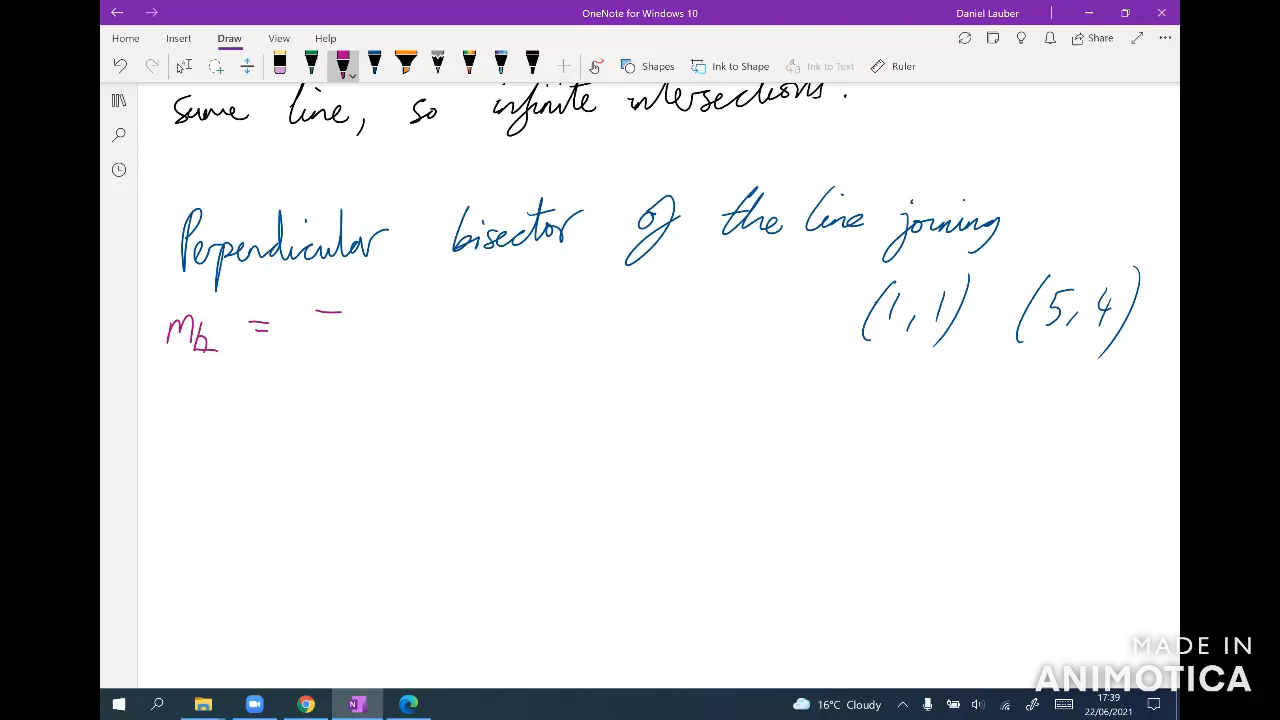 OneNote for Windows 10
Daniel Lauber
Home Insert Draw View Help
Share
Shapes Ink to Shape Ink to Text Ruler
same line, so infinite intersections.
Perpendicular bisector of the line joining
(1, 1) (5, 4)
m_b = -
MADE IN
ANIMOTICA
16°C Cloudy
17:39
22/06/2021